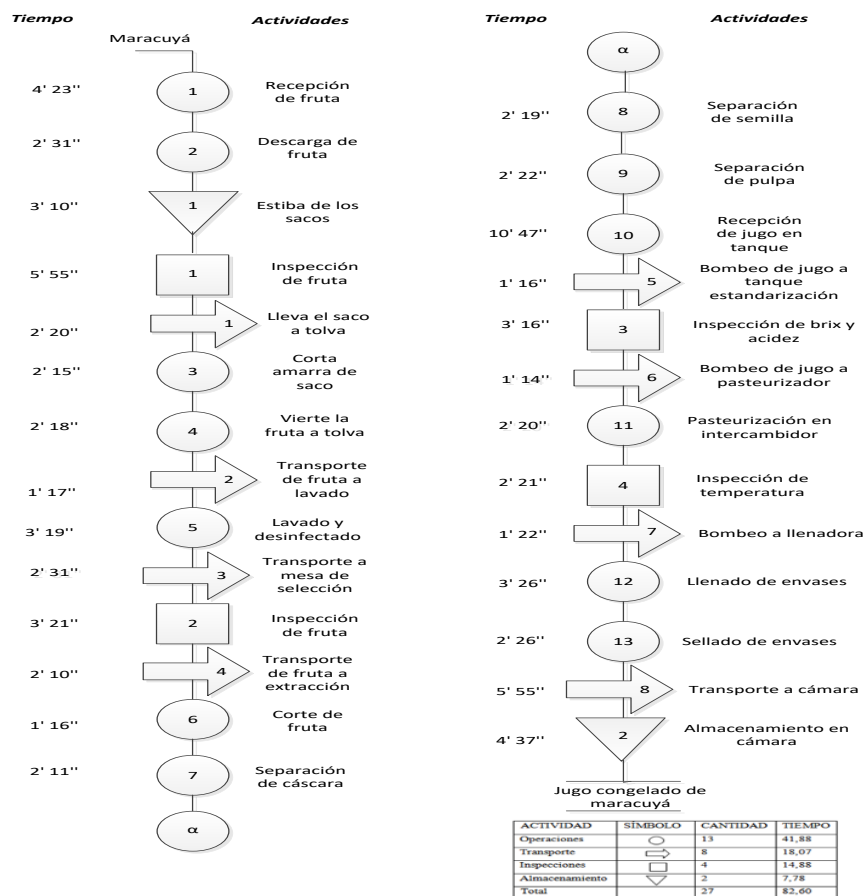 Tiempo
Actividades
Maracuyá
4' 23''
1
Recepción
de fruta
2' 31''
2
Descarga de
fruta
3' 10''
1
Estiba de los
sacos
5' 55''
1
Inspección
de fruta
2' 20''
1
Lleva el saco
a tolva
2' 15''
3
Corta
amarra de
saco
2' 18''
4
Vierte la
fruta a tolva
1' 17''
2
Transporte
de fruta a
lavado
3' 19''
5
Lavado y
desinfectado
2' 31''
3
Transporte a
mesa de
selección
3' 21''
2
Inspección
de fruta
2' 10''
4
Transporte
de fruta a
extracción
1' 16''
6
Corte de
fruta
2' 11''
7
Separación
de cáscara
α
Tiempo
Actividades
α
2' 19''
8
Separación
de semilla
2' 22''
9
Separación
de pulpa
10' 47''
10
Recepción
de jugo en
tanque
1' 16''
5
Bombeo de jugo a
tanque
estandarización
3' 16''
3
Inspección de brix y
acidez
1' 14''
6
Bombeo de jugo a
pasteurizador
2' 20''
11
Pasteurización en
intercambidor
2' 21''
4
Inspección de
temperatura
1' 22''
7
Bombeo a llenadora
3' 26''
12
Llenado de envases
2' 26''
13
Sellado de envases
5' 55''
8
Transporte a cámara
4' 37''
2
Almacenamiento en
cámara
Jugo congelado de
maracuyá
ACTIVIDAD SÍMBOLO CANTIDAD TIEMPO
Operaciones 13 41,88
Transporte 8 18,07
Inspecciones 4 14,88
Almacenamiento 2 7,78
Total 27 82,60